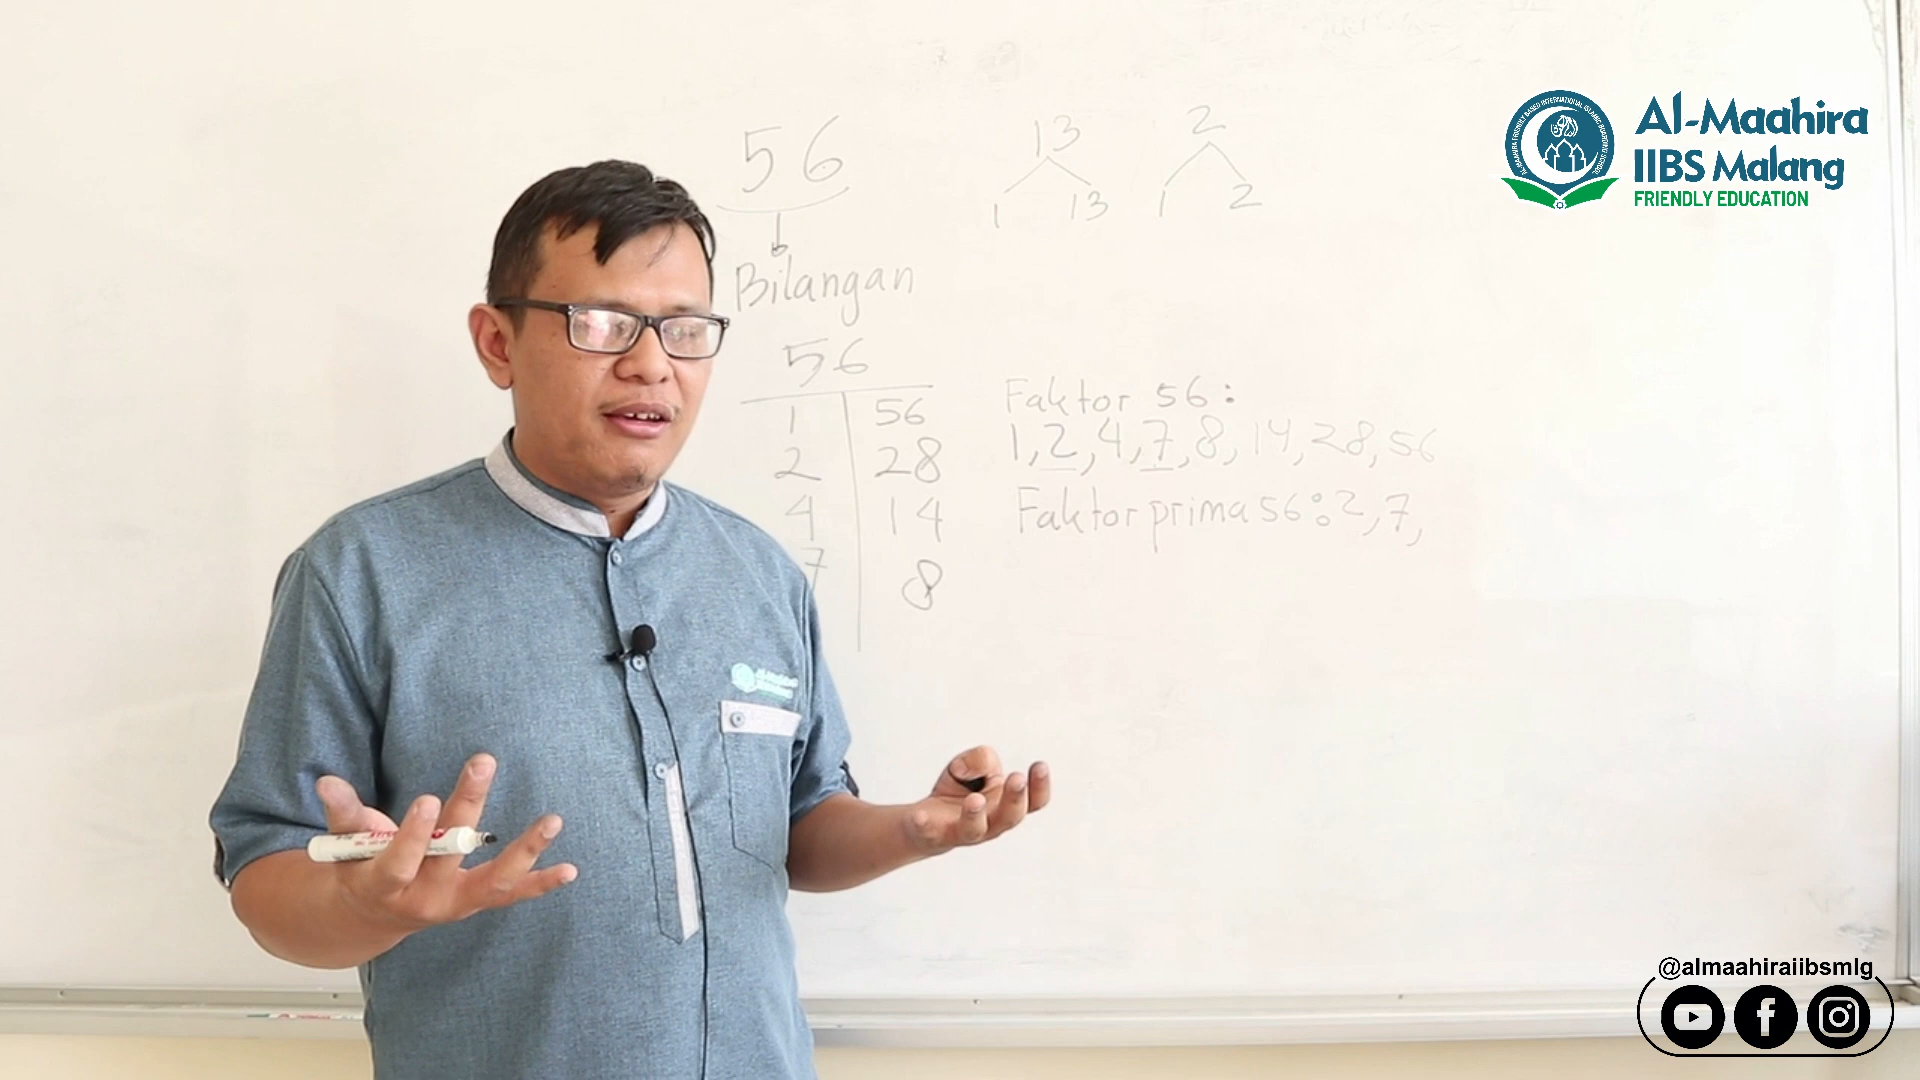 56
Bilangan
56
1 56
2 28
4 14
7 8
13
1 13
2
1 2
Faktor 56:
1, 2, 4, 7, 8, 14, 28, 56
Faktor prima 56: 2, 7,
Al-Maahira
IIBS Malang
FRIENDLY EDUCATION
@almaahiraiibsmlg